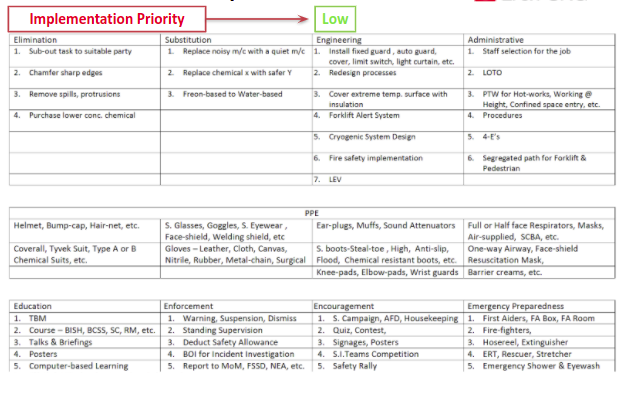 Implementation Priority
Low
Elimination Substitution Engineering Administrative
1. Sub-out task to suitable party 1. Replace noisy m/c with a quiet m/c 1. Install fixed guard , auto guard, 1. Staff selection for the job
cover, limit switch, light curtain, etc.
2. Chamfer sharp edges 2. Replace chemical x with safer Y 2. Redesign processes 2. LOTO
3. Remove spills, protrusions 3. Freon-based to Water-based 3. Cover extreme temp. surface with 3. PTW for Hot-works, Working @
insulation Height, Confined space entry, etc.
4. Purchase lower conc. chemical 4. Forklift Alert System 4. Procedures
5. Cryogenic System Design 5. 4-E's
6. Fire safety implementation 6. Segregated path for Forklift &
Pedestrian
7. LEV
PPE
Helmet, Bump-cap, Hair-net, etc. S. Glasses, Goggles, S. Eyewear , Ear-plugs, Muffs, Sound Attenuators Full or Half face Respirators, Masks,
Face-shield, Welding shield, etc Air-supplied, SCBA, etc.
Coverall, Tyvek Suit, Type A or B Gloves – Leather, Cloth, Canvas, S. boots-Steal-toe , High, Anti-slip, One-way Airway, Face-shield
Chemical Suits, etc. Nitrile, Rubber, Metal-chain, Surgical Flood, Chemical resistant boots, etc. Resuscitation Mask,
Knee-pads, Elbow-pads, Wrist guards Barrier creams, etc.
Education Enforcement Encouragement Emergency Preparedness
1. TBM 1. Warning, Suspension, Dismiss 1. S. Campaign, AFD, Housekeeping 1. First Aiders, FA Box, FA Room
2. Course – BISH, BCSS, SC, RM, etc. 2. Standing Supervision 2. Quiz, Contest, 2. Fire-fighters,
3. Talks & Briefings 3. Deduct Safety Allowance 3. Signages, Posters 3. Hosereel, Extinguisher
4. Posters 4. BOI for Incident Investigation 4. S.I.Teams Competition 4. ERT, Rescuer, Stretcher
5. Computer-based Learning 5. Report to MoM, FSSD, NEA, etc. 5. Safety Rally 5. Emergency Shower & Eyewash